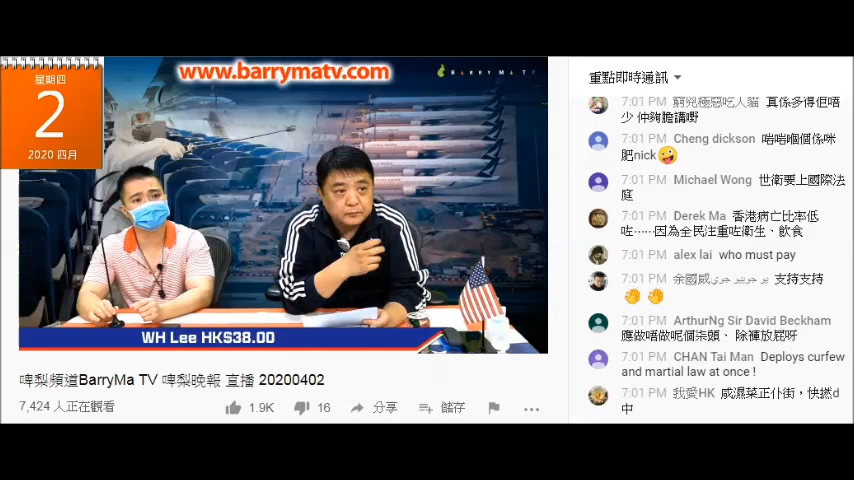 www.barrymatv.com
BARRY MA TV
星期四
2
2020 四月
WH Lee HK$38.00
啤梨頻道BarryMa TV 啤梨晚報 直播 20200402
7,424 人正在觀看
1.9K
16
分享
儲存
重點即時通訊
7:01 PM 窮兇極惡吃人貓 真係多得佢唔
少 仲夠膽講嘢
7:01 PM Cheng dickson 啱啱嗰個係咪
肥nick🤪
7:01 PM Michael Wong 世衛要上國際法
庭
7:01 PM Derek Ma 香港病亡比率低
咗⋯⋯因為全民注重咗衛生、飲食
7:01 PM alex lai who must pay
7:01 PM 余國威 支持支持
👏 👏
7:01 PM ArthurNg Sir David Beckham
應做唔做呢個柒頭、除褲放屁呀
7:01 PM CHAN Tai Man Deploys curfew
and martial law at once !
7:01 PM 我愛HK 咸濕菜正仆街，快撚d
中